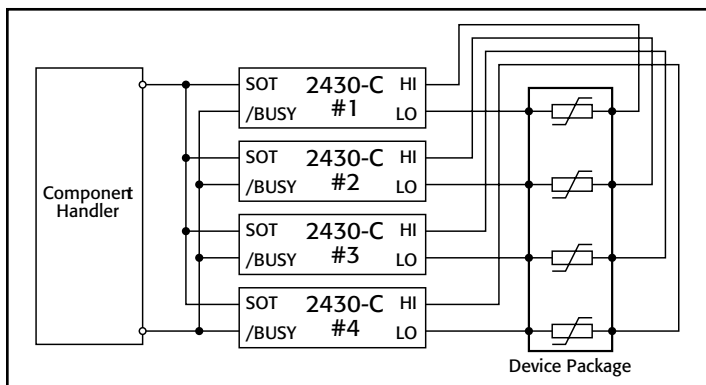 Component
Handler
SOT 2430-C HI
/BUSY #1 LO
SOT 2430-C HI
/BUSY #2 LO
SOT 2430-C HI
/BUSY #3 LO
SOT 2430-C HI
/BUSY #4 LO
Device Package